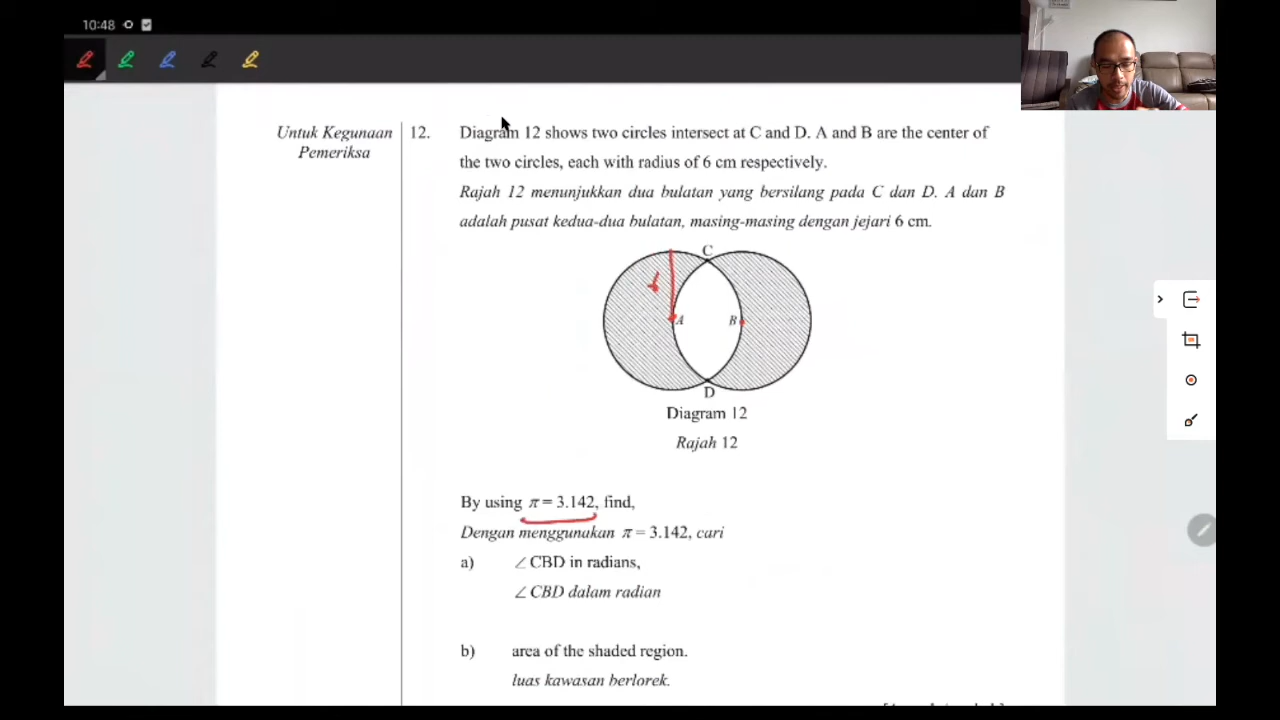 10:48
Untuk Kegunaan
Pemeriksa
12. Diagram 12 shows two circles intersect at C and D. A and B are the center of
the two circles, each with radius of 6 cm respectively.
Rajah 12 menunjukkan dua bulatan yang bersilang pada C dan D. A dan B
adalah pusat kedua-dua bulatan, masing-masing dengan jejari 6 cm.
C
A
B
D
Diagram 12
Rajah 12
By using π = 3.142, find,
Dengan menggunakan π = 3.142, cari
a) ∠CBD in radians,
∠CBD dalam radian
b) area of the shaded region.
luas kawasan berlorek.